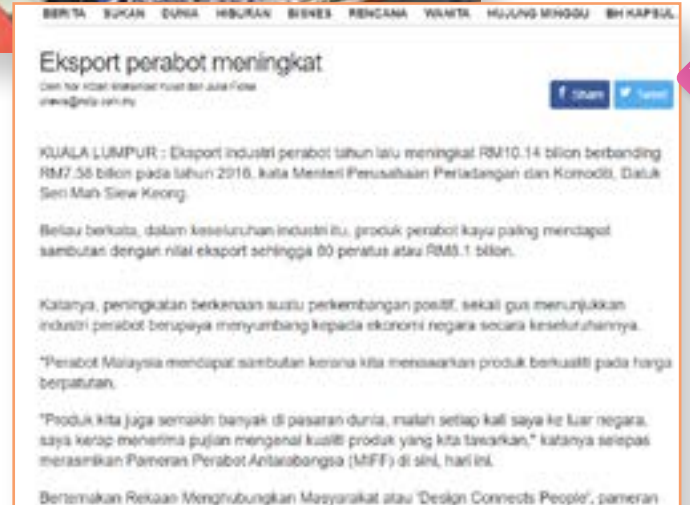 BERITA SUKAN DUNIA HIBURAN BISNES RENCANA WANITA HUJUNG MINGGU BH KAPSUL
Eksport perabot meningkat
Share Tweet
KUALA LUMPUR : Eksport industri perabot tahun lalu meningkat RM10.14 bilion berbanding
RM7.58 bilion pada tahun 2016, kata Menteri Perusahaan Perladangan dan Komoditi, Datuk
Seri Mah Siew Keong.
Beliau berkata, dalam keseluruhan industri itu, produk perabot kayu paling mendapat
sambutan dengan nilai eksport sehingga 80 peratus atau RM8.1 bilion.
Katanya, peningkatan berkenaan suatu perkembangan positif, sekali gus menunjukkan
industri perabot berupaya menyumbang kepada ekonomi negara secara keseluruhannya.
"Perabot Malaysia mendapat sambutan kerana kita menawarkan produk berkualiti pada harga
berpatutan.
"Produk kita juga semakin banyak di pasaran dunia, malah setiap kali saya ke luar negara,
saya kerap menerima pujian mengenai kualiti produk yang kita tawarkan," katanya selepas
merasmikan Pameran Perabot Antarabangsa (MIFF) di sini, hari ini.
Bertemakan Rekaan Menghubungkan Masyarakat atau 'Design Connects People', pameran